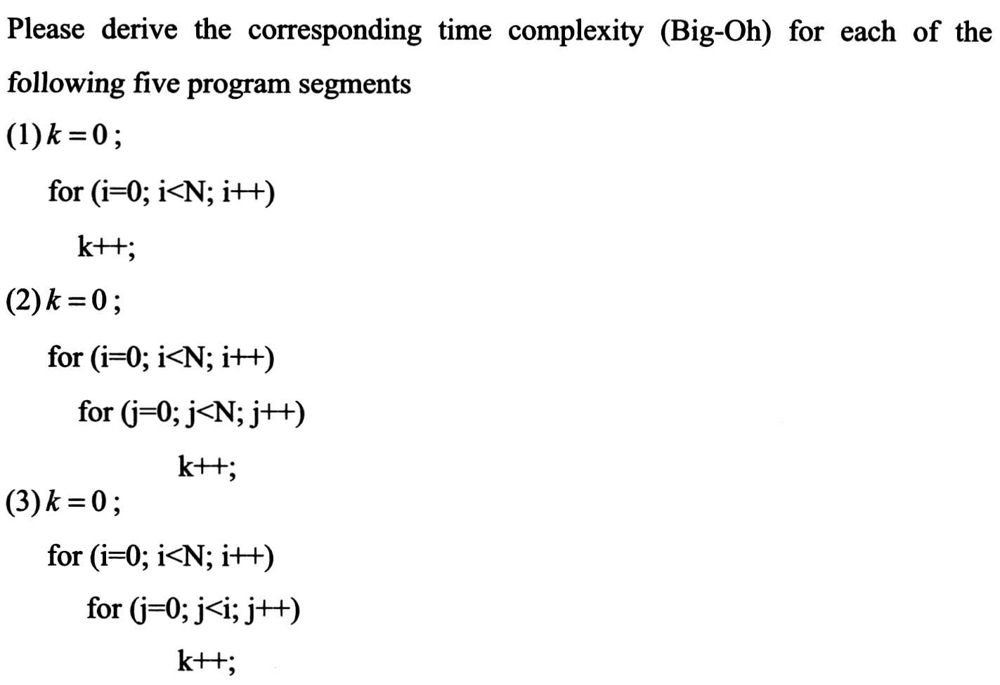 Please derive the corresponding time complexity (Big-Oh) for each of the
following five program segments
(1) k = 0 ;
for (i=0; i<N; i++)
k++;
(2) k = 0 ;
for (i=0; i<N; i++)
for (j=0; j<N; j++)
k++;
(3) k = 0 ;
for (i=0; i<N; i++)
for (j=0; j<i; j++)
k++;